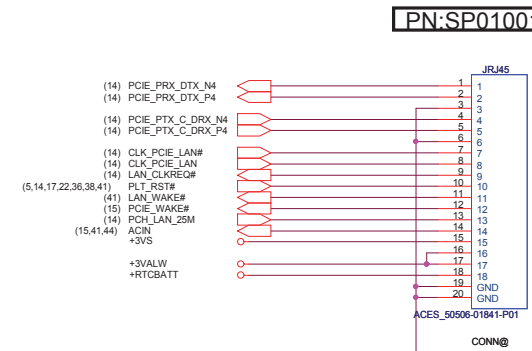 PN:SP01001
JRJ45
(14) PCIE_PRX_DTX_N4 1 1
(14) PCIE_PRX_DTX_P4 2 2
3 3
(14) PCIE_PTX_C_DRX_N4 4 4
(14) PCIE_PTX_C_DRX_P4 5 5
6 6
(14) CLK_PCIE_LAN# 7 7
(14) CLK_PCIE_LAN 8 8
(14) LAN_CLKREQ# 9 9
(5,14,17,22,36,38,41) PLT_RST# 10 10
(41) LAN_WAKE# 11 11
(15) PCIE_WAKE# 12 12
(14) PCH_LAN_25M 13 13
(15,41,44) ACIN 14 14
+3VS 15 15
16 16
+3VALW 17 17
+RTCBATT 18 18
19 GND
20 GND
ACES_50506-01841-P01
CONN@